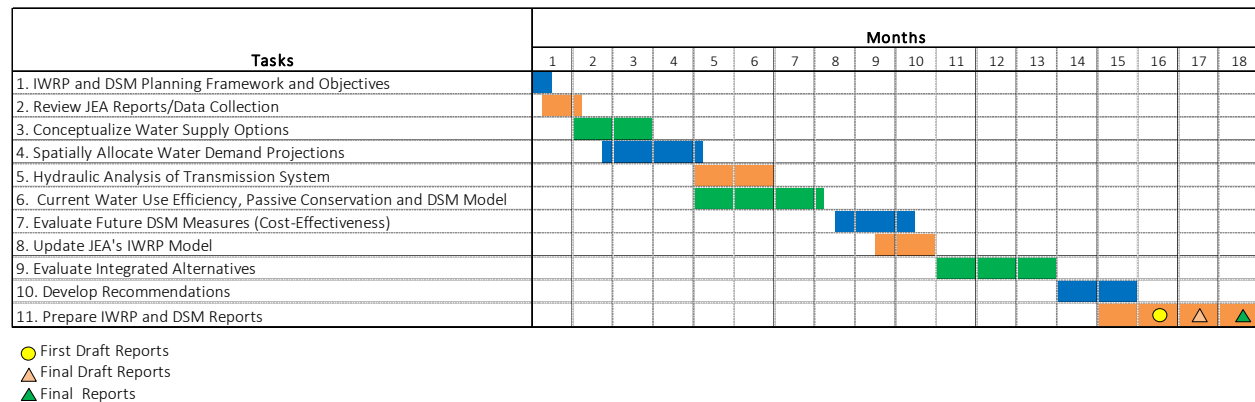 Months
Tasks
1 2 3 4 5 6 7 8 9 10 11 12 13 14 15 16 17 18
1. IWRP and DSM Planning Framework and Objectives
2. Review JEA Reports/Data Collection
3. Conceptualize Water Supply Options
4. Spatially Allocate Water Demand Projections
5. Hydraulic Analysis of Transmission System
6. Current Water Use Efficiency, Passive Conservation and DSM Model
7. Evaluate Future DSM Measures (Cost-Effectiveness)
8. Update JEA's IWRP Model
9. Evaluate Integrated Alternatives
10. Develop Recommendations
11. Prepare IWRP and DSM Reports
First Draft Reports
Final Draft Reports
Final Reports